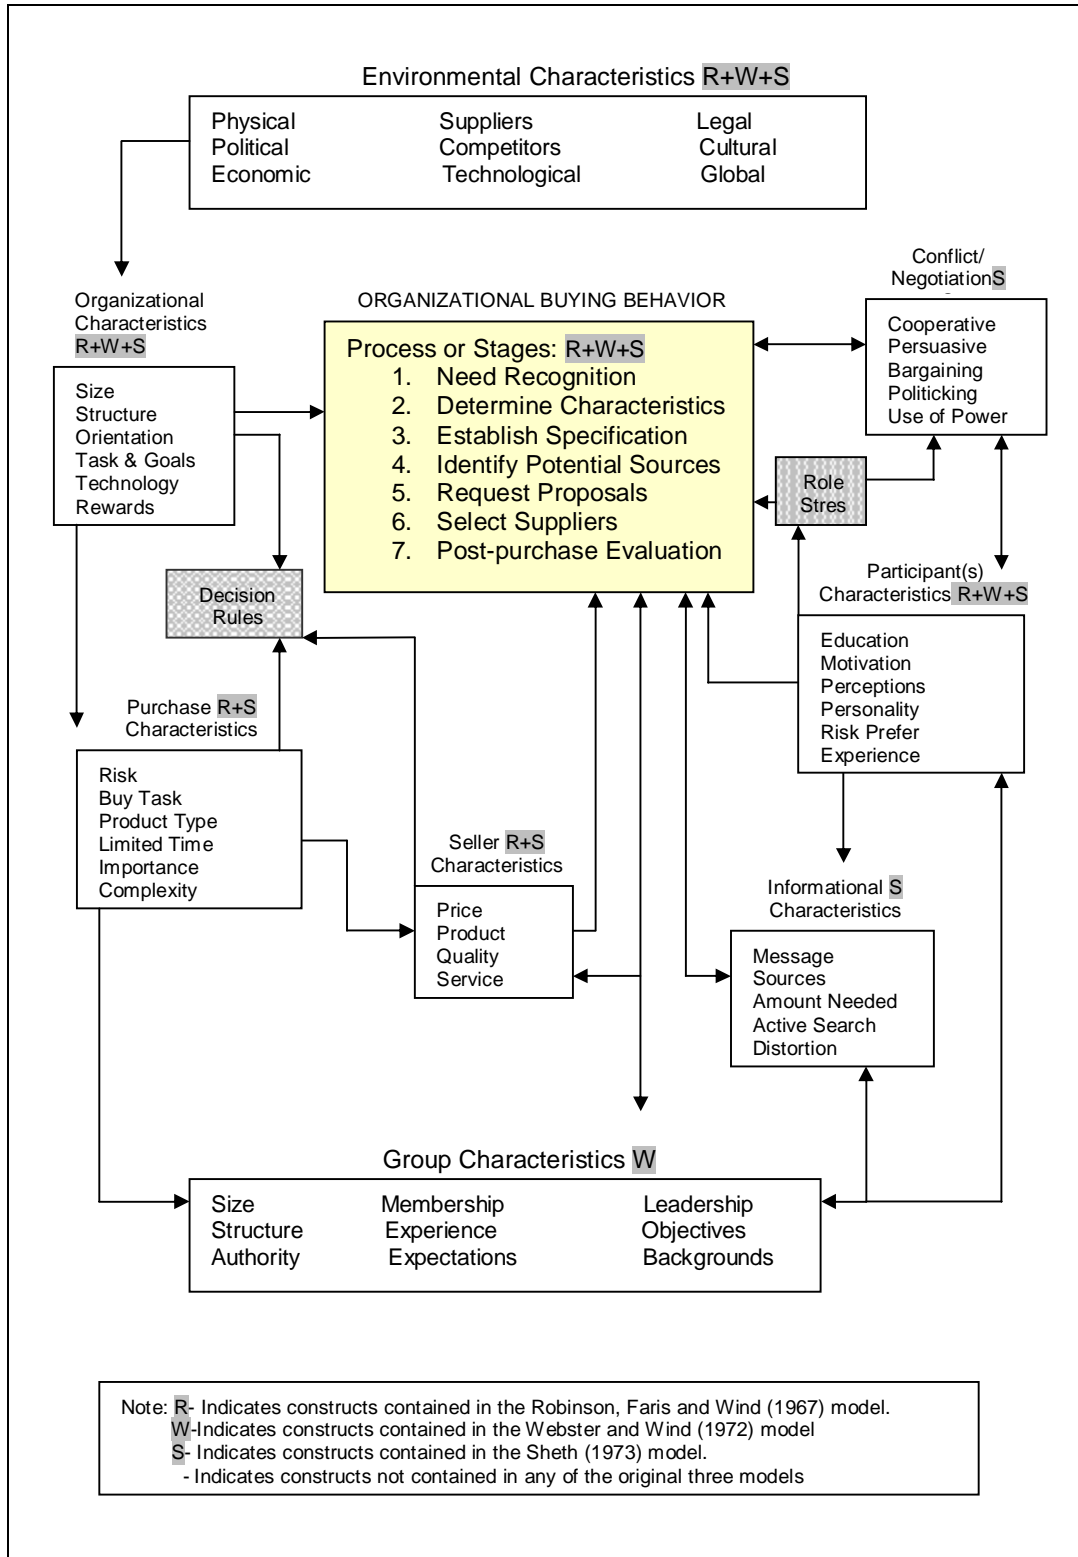 Environmental Characteristics R+W+S
Physical Suppliers Legal
Political Competitors Cultural
Economic Technological Global
Conflict/
NegotiationS
Cooperative
Persuasive
Bargaining
Politicking
Use of Power
Organizational
Characteristics
R+W+S
Size
Structure
Orientation
Task & Goals
Technology
Rewards
ORGANIZATIONAL BUYING BEHAVIOR
Process or Stages: R+W+S
1. Need Recognition
2. Determine Characteristics
3. Establish Specification
4. Identify Potential Sources
5. Request Proposals
6. Select Suppliers
7. Post-purchase Evaluation
Role
Stres
Decision
Rules
Participant(s)
Characteristics R+W+S
Education
Motivation
Perceptions
Personality
Risk Prefer
Experience
Purchase R+S
Characteristics
Risk
Buy Task
Product Type
Limited Time
Importance
Complexity
Seller R+S
Characteristics
Price
Product
Quality
Service
Informational S
Characteristics
Message
Sources
Amount Needed
Active Search
Distortion
Group Characteristics W
Size Membership Leadership
Structure Experience Objectives
Authority Expectations Backgrounds
Note: R- Indicates constructs contained in the Robinson, Faris and Wind (1967) model.
W-Indicates constructs contained in the Webster and Wind (1972) model
S- Indicates constructs contained in the Sheth (1973) model.
- Indicates constructs not contained in any of the original three models